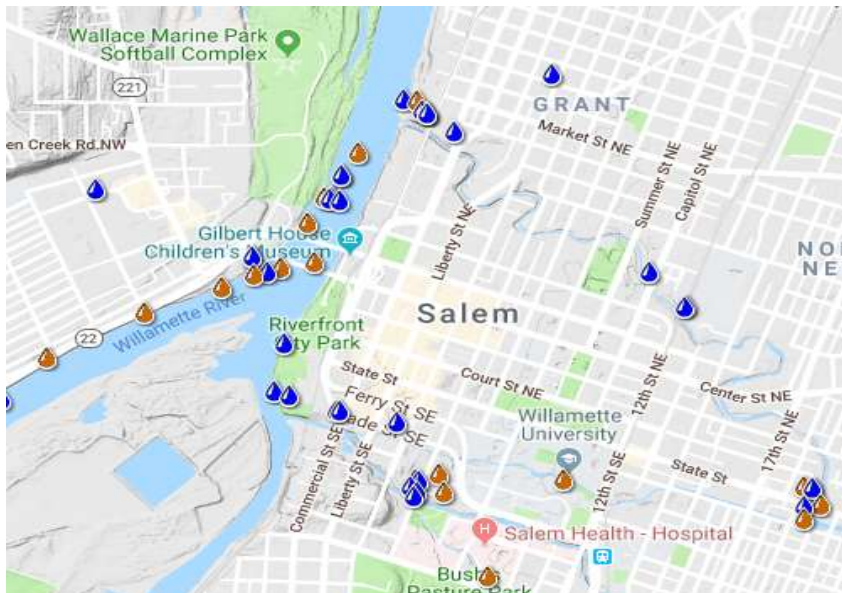 Wallace Marine Park
Softball Complex
221
GRANT
Market St NE
en Creek Rd.NW
Summer St NE
Capitol St NE
Gilbert House
Children's Museum
Liberty St NE
NO
NE
Salem
Willamette River
22
Riverfront
City Park
State St
Court St NE
12th St NE
Center St NE
Ferry St SE
ade St SE
Willamette
University
17th St NE
Commercial St SE
Liberty St SE
12th St SE
State St
H
Salem Health - Hospital
Bush's
Pasture Park